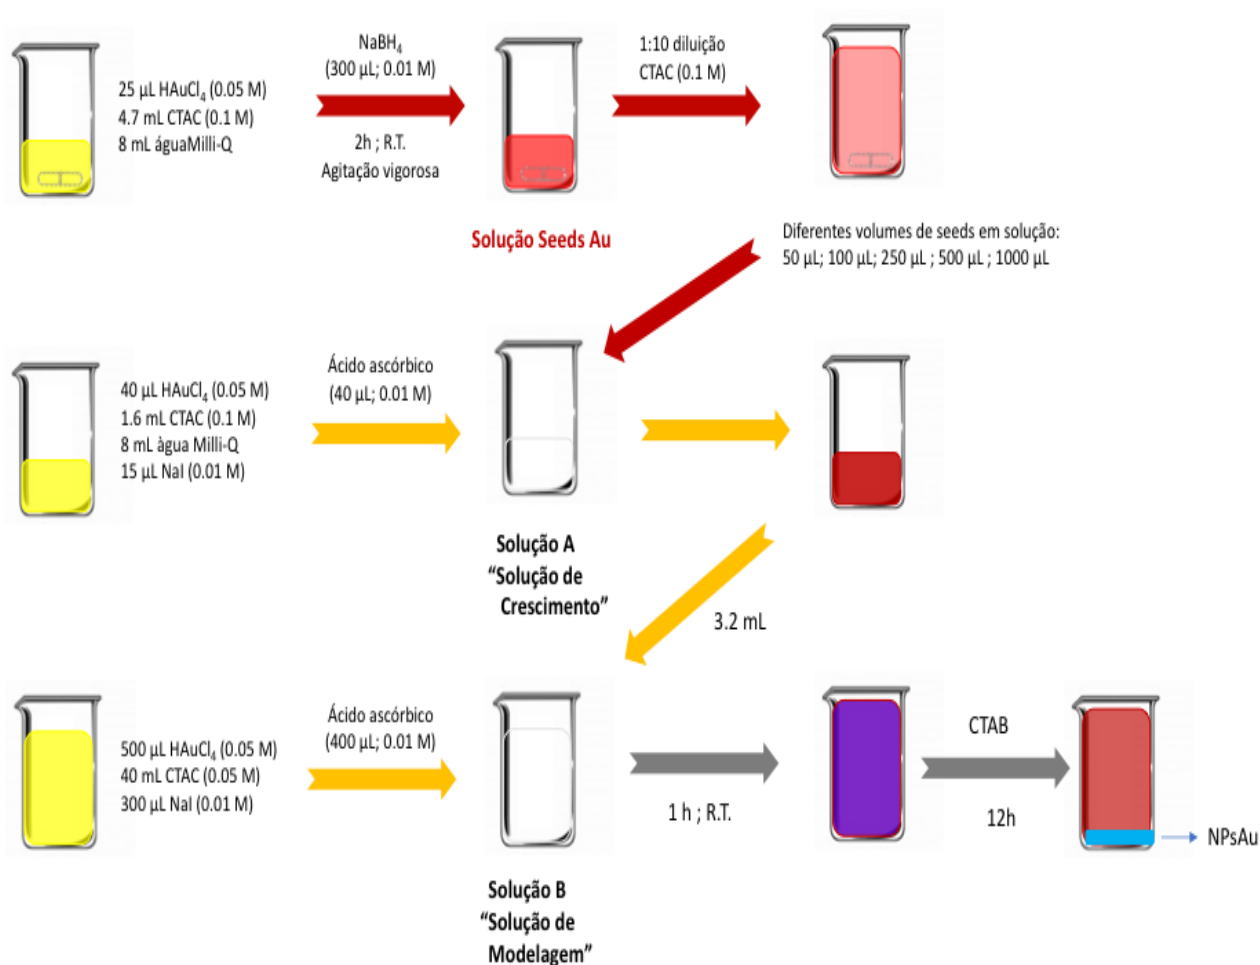 25 µL HAuCl₄ (0.05 M)
4.7 mL CTAC (0.1 M)
8 mL águaMilli-Q
NaBH₄
(300 µL; 0.01 M)
2h ; R.T.
Agitação vigorosa
Solução Seeds Au
1:10 diluição
CTAC (0.1 M)
Diferentes volumes de seeds em solução:
50 µL; 100 µL; 250 µL ; 500 µL ; 1000 µL
40 µL HAuCl₄ (0.05 M)
1.6 mL CTAC (0.1 M)
8 mL àgua Milli-Q
15 µL NaI (0.01 M)
Ácido ascórbico
(40 µL; 0.01 M)
Solução A
“Solução de
Crescimento”
3.2 mL
500 µL HAuCl₄ (0.05 M)
40 mL CTAC (0.05 M)
300 µL NaI (0.01 M)
Ácido ascórbico
(400 µL; 0.01 M)
Solução B
“Solução de
Modelagem”
1 h ; R.T.
CTAB
12h
NPsAu